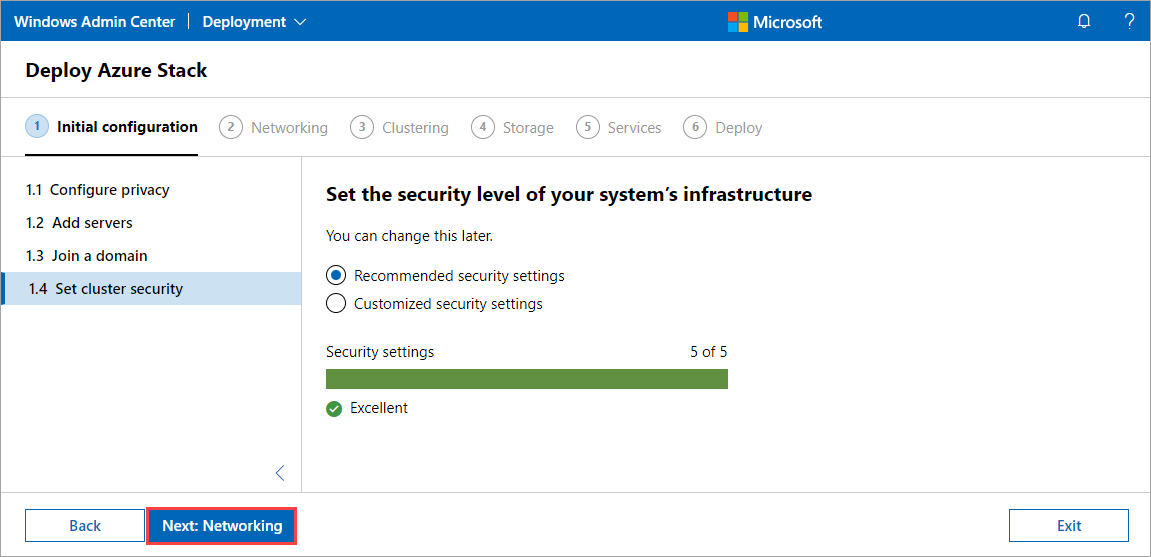 Windows Admin Center Deployment Microsoft ?
Deploy Azure Stack
1 Initial configuration 2 Networking 3 Clustering 4 Storage 5 Services 6 Deploy
1.1 Configure privacy
1.2 Add servers
1.3 Join a domain
1.4 Set cluster security
Set the security level of your system's infrastructure
You can change this later.
Recommended security settings
Customized security settings
Security settings 5 of 5
Excellent
Back Next: Networking Exit